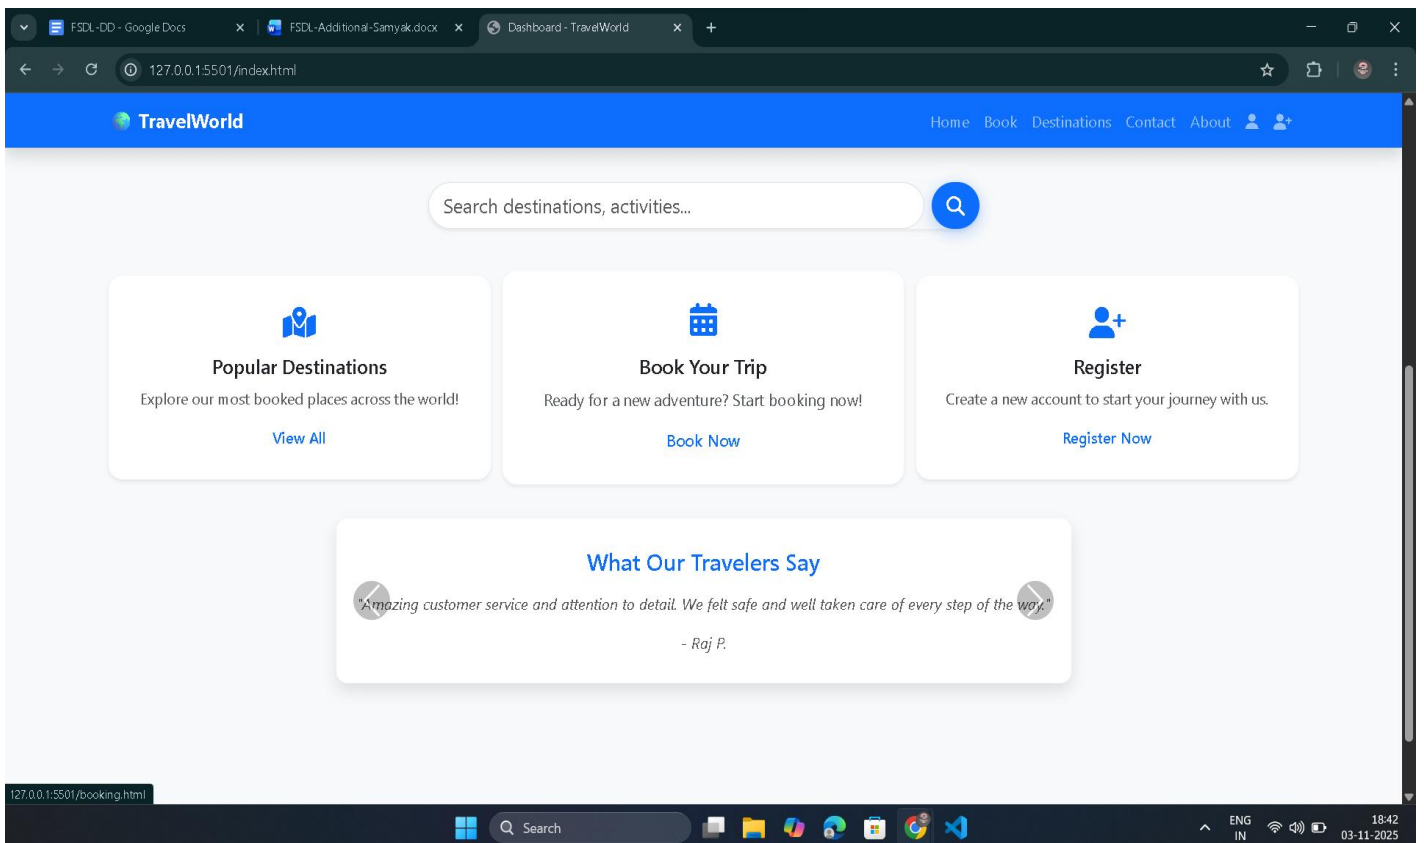 FSDL-DD - Google Docs
FSDL-Additional-Samyak.docx
Dashboard - TravelWorld
127.0.0.1:5501/index.html
TravelWorld
Home Book Destinations Contact About
Search destinations, activities...
Popular Destinations
Explore our most booked places across the world!
View All
Book Your Trip
Ready for a new adventure? Start booking now!
Book Now
Register
Create a new account to start your journey with us.
Register Now
What Our Travelers Say
"Amazing customer service and attention to detail. We felt safe and well taken care of every step of the way."
- Raj P.
127.0.0.1:5501/booking.html
Search
ENG
IN
18:42
03-11-2025